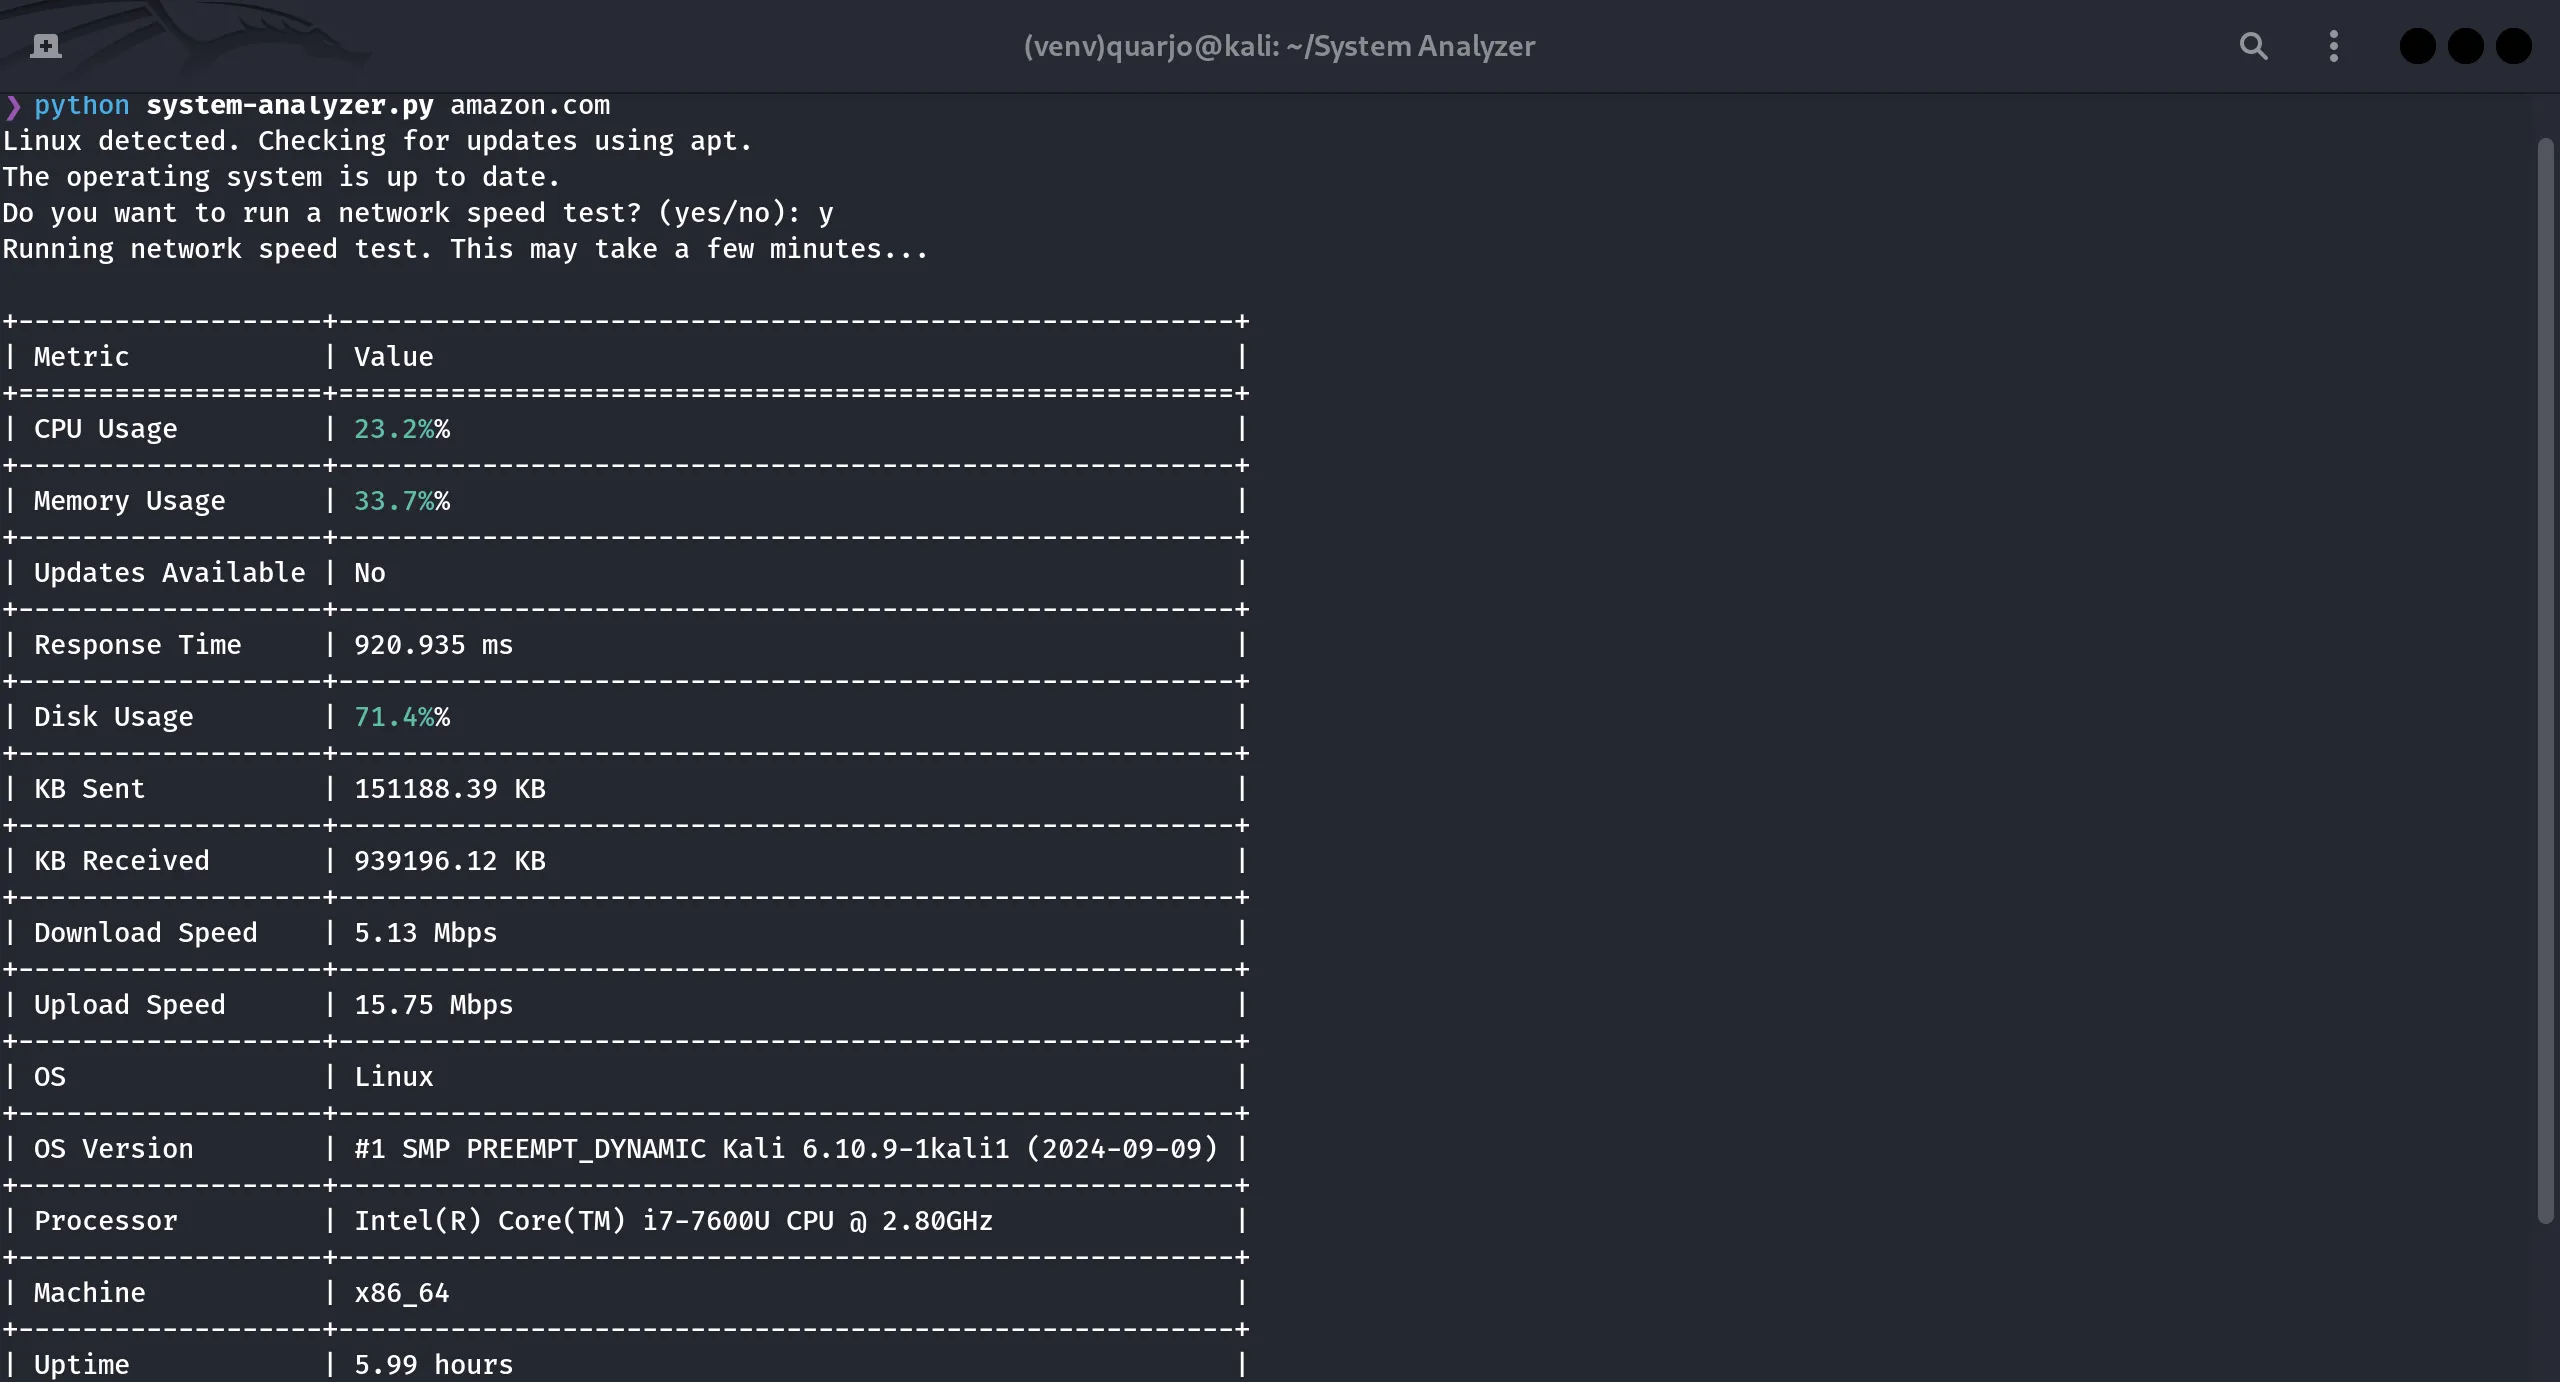 (venv)quarjo@kali: ~/System Analyzer
❯ python system-analyzer.py amazon.com
Linux detected. Checking for updates using apt.
The operating system is up to date.
Do you want to run a network speed test? (yes/no): y
Running network speed test. This may take a few minutes...
+-------------------+--------------------------------------------------------+
| Metric            | Value                                                  |
+===================+========================================================+
| CPU Usage         | 23.2%%                                                 |
+-------------------+--------------------------------------------------------+
| Memory Usage      | 33.7%%                                                 |
+-------------------+--------------------------------------------------------+
| Updates Available | No                                                     |
+-------------------+--------------------------------------------------------+
| Response Time     | 920.935 ms                                             |
+-------------------+--------------------------------------------------------+
| Disk Usage        | 71.4%%                                                 |
+-------------------+--------------------------------------------------------+
| KB Sent           | 151188.39 KB                                           |
+-------------------+--------------------------------------------------------+
| KB Received       | 939196.12 KB                                           |
+-------------------+--------------------------------------------------------+
| Download Speed    | 5.13 Mbps                                              |
+-------------------+--------------------------------------------------------+
| Upload Speed      | 15.75 Mbps                                             |
+-------------------+--------------------------------------------------------+
| OS                | Linux                                                  |
+-------------------+--------------------------------------------------------+
| OS Version        | #1 SMP PREEMPT_DYNAMIC Kali 6.10.9-1kali1 (2024-09-09) |
+-------------------+--------------------------------------------------------+
| Processor         | Intel(R) Core(TM) i7-7600U CPU @ 2.80GHz               |
+-------------------+--------------------------------------------------------+
| Machine           | x86_64                                                 |
+-------------------+--------------------------------------------------------+
| Uptime            | 5.99 hours                                             |